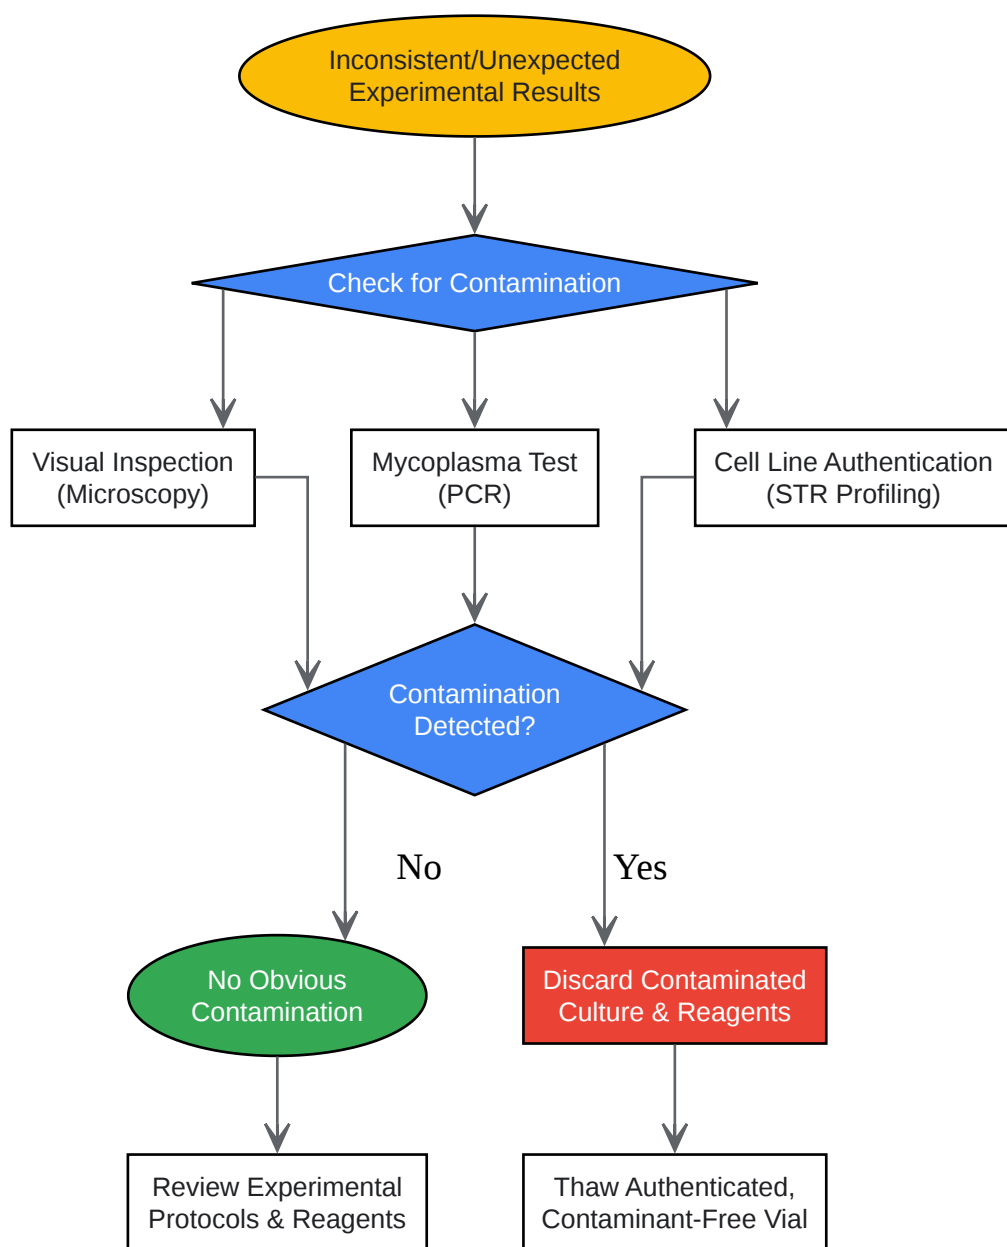 Inconsistent/Unexpected
Experimental Results
Check for Contamination
Visual Inspection
(Microscopy)
Mycoplasma Test
(PCR)
Cell Line Authentication
(STR Profiling)
Contamination
Detected?
No
Yes
No Obvious
Contamination
Discard Contaminated
Culture & Reagents
Review Experimental
Protocols & Reagents
Thaw Authenticated,
Contaminant-Free Vial